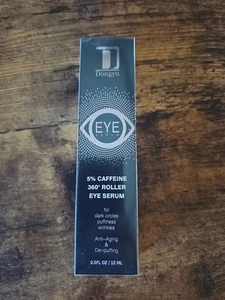 Dongyu
EYE
5% CAFFEINE
360° ROLLER
EYE SERUM
for
dark circles
puffiness
wrinkles
Anti-Aging
&
De-puffing
0.5FL OZ / 15 ML